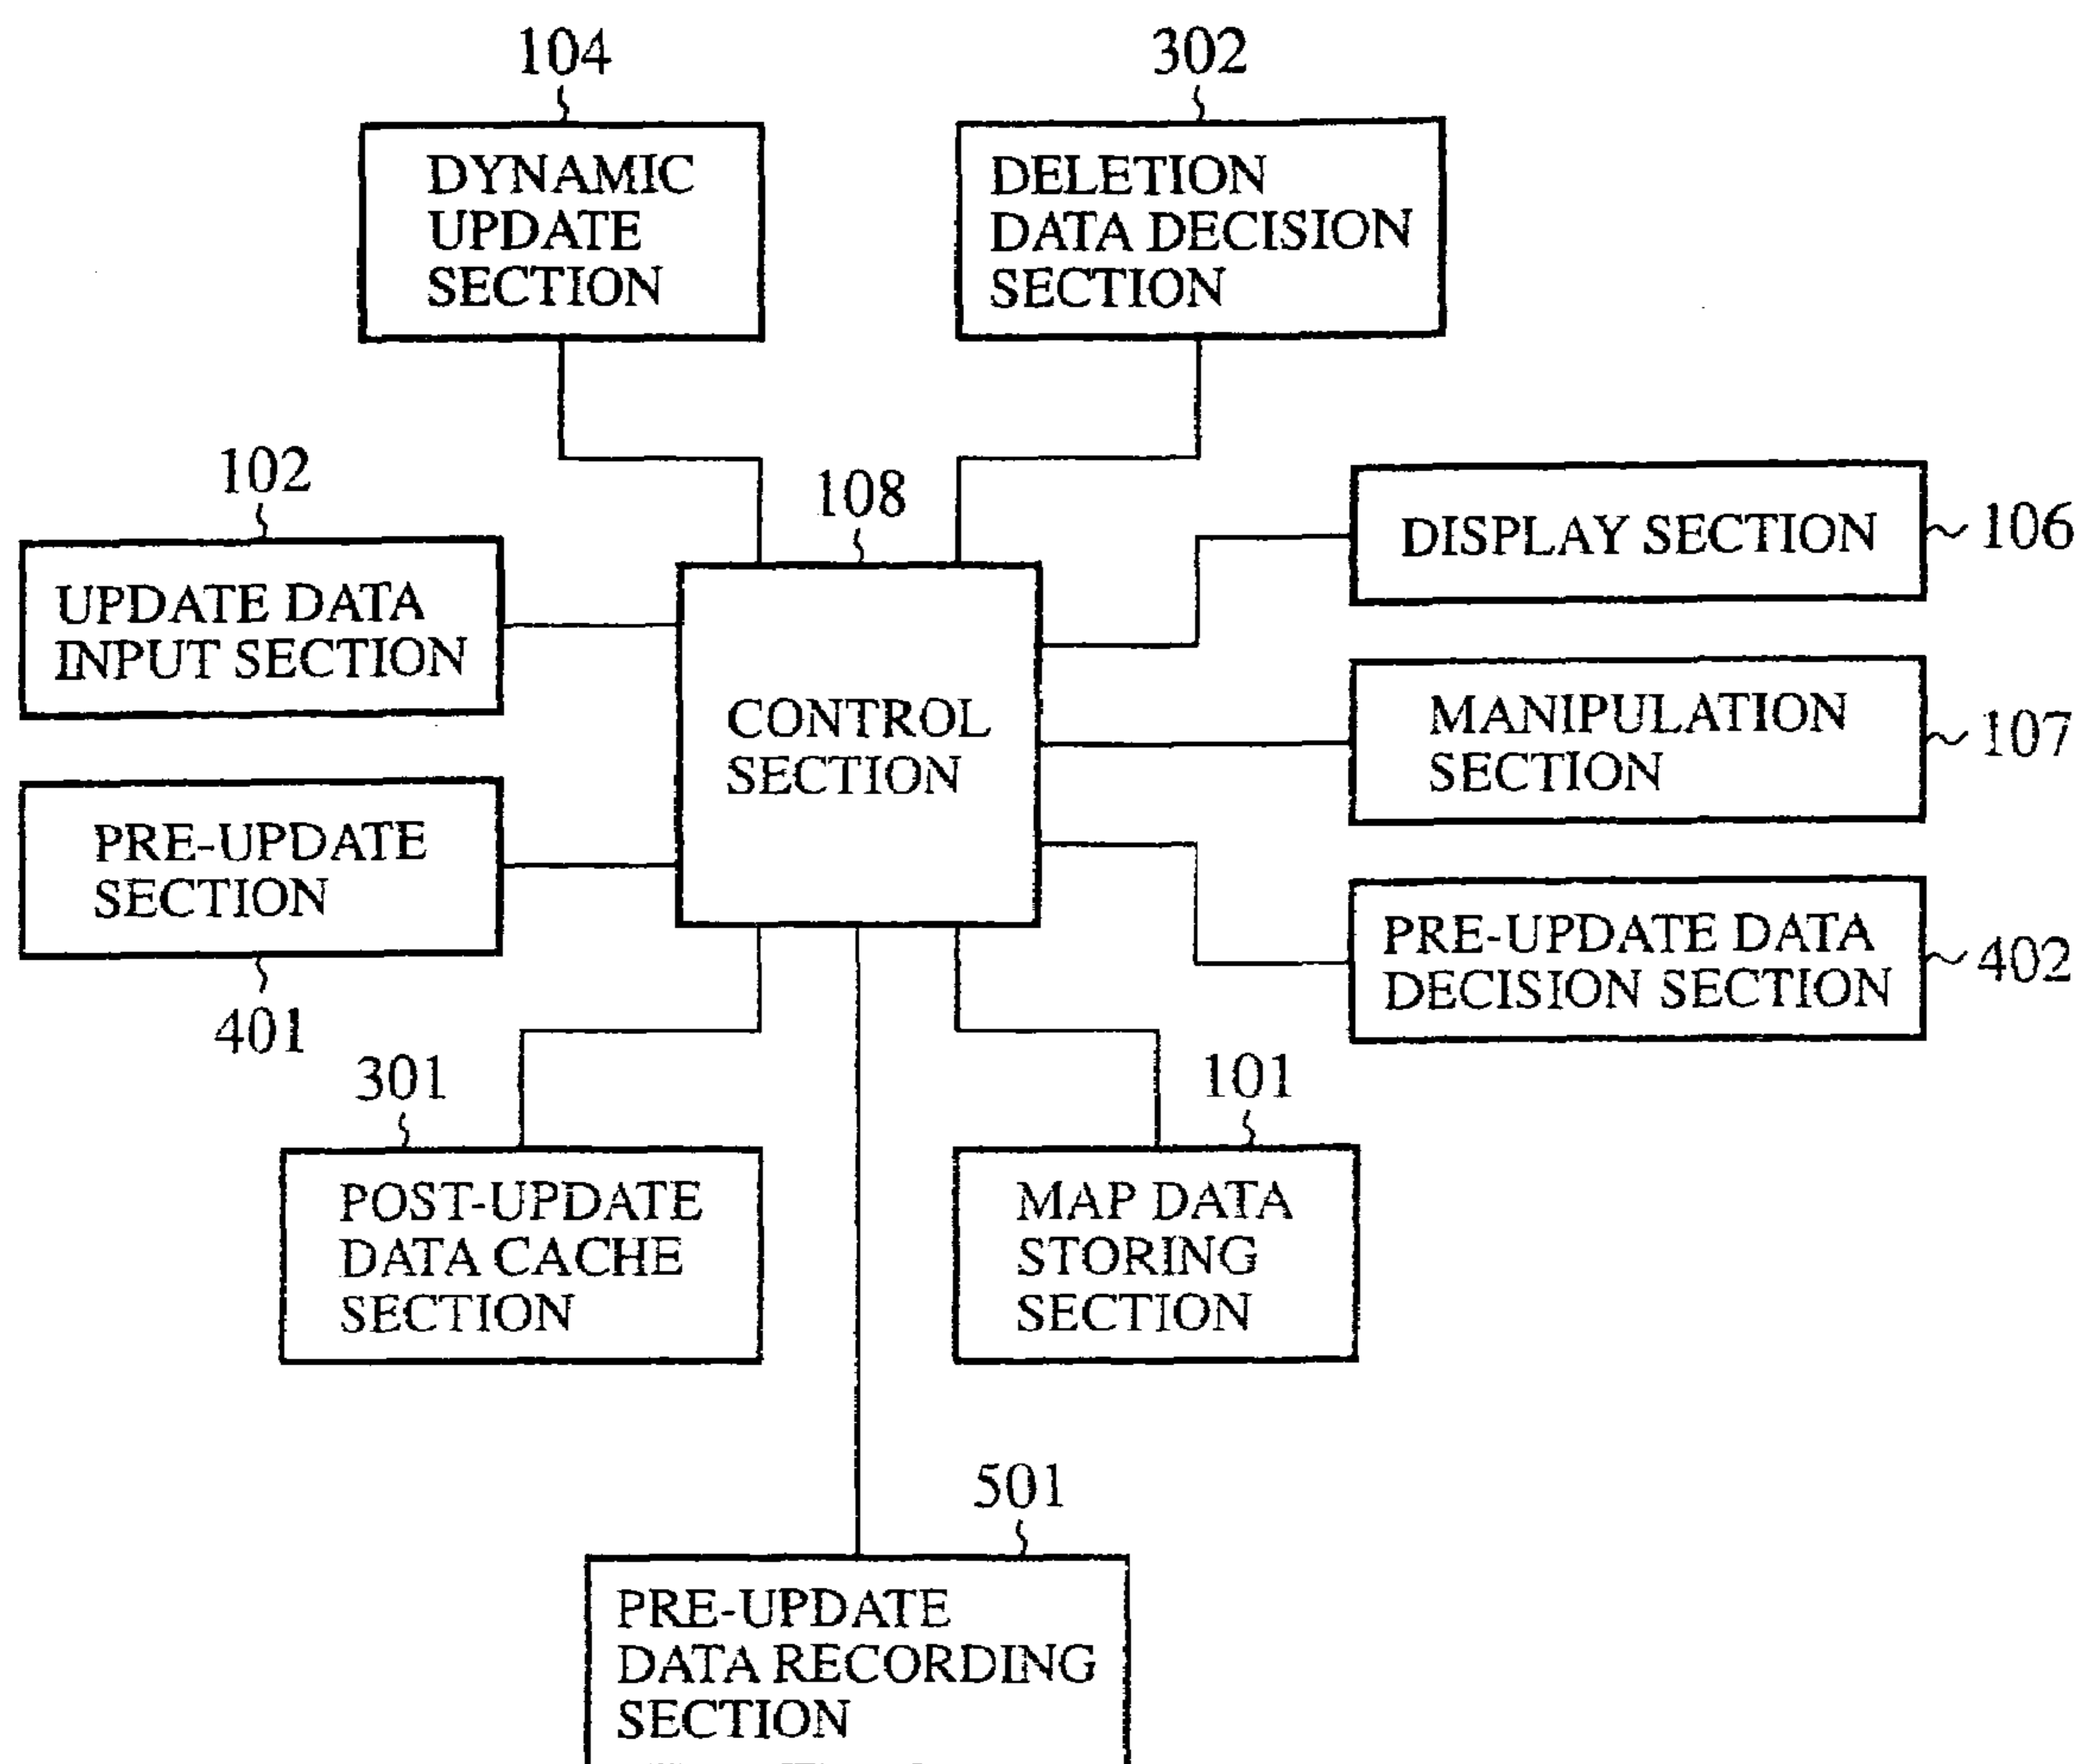 104
302
DYNAMIC
UPDATE
SECTION
DELETION
DATA DECISION
SECTION
102
108
UPDATE DATA
INPUT SECTION
DISPLAY SECTION
106
CONTROL
SECTION
MANIPULATION
SECTION
107
PRE-UPDATE
SECTION
401
PRE-UPDATE DATA
DECISION SECTION
402
301
101
POST-UPDATE
DATA CACHE
SECTION
MAP DATA
STORING
SECTION
501
PRE-UPDATE
DATA RECORDING
SECTION